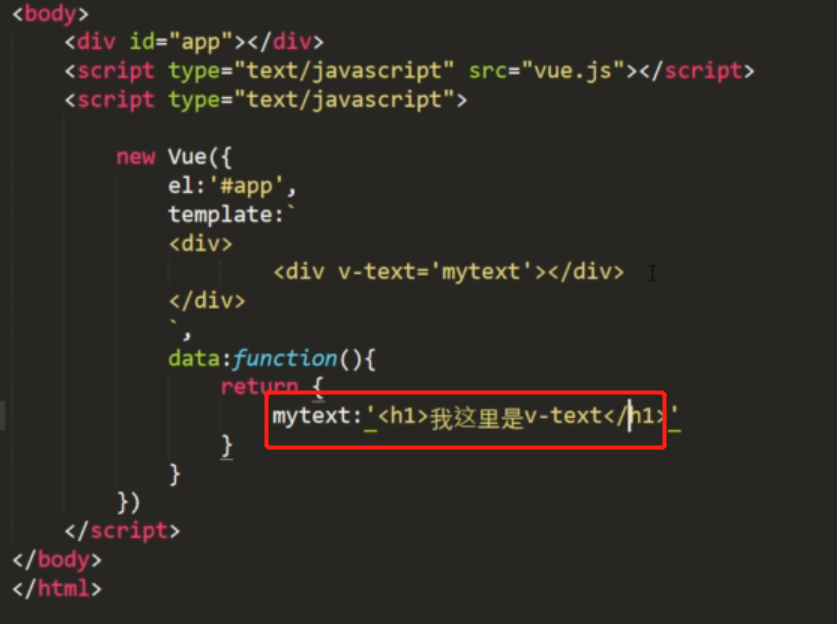 <body>
<div id="app"></div>
<script type="text/javascript" src="vue.js"></script>
<script type="text/javascript">
new Vue({
el:'#app',
template:`
<div>
<div v-text='mytext'></div>
</div>
`,
data:function(){
return {
mytext:'<h1>我这里是v-text</h1>'
}
}
})
</script>
</body>
</html>